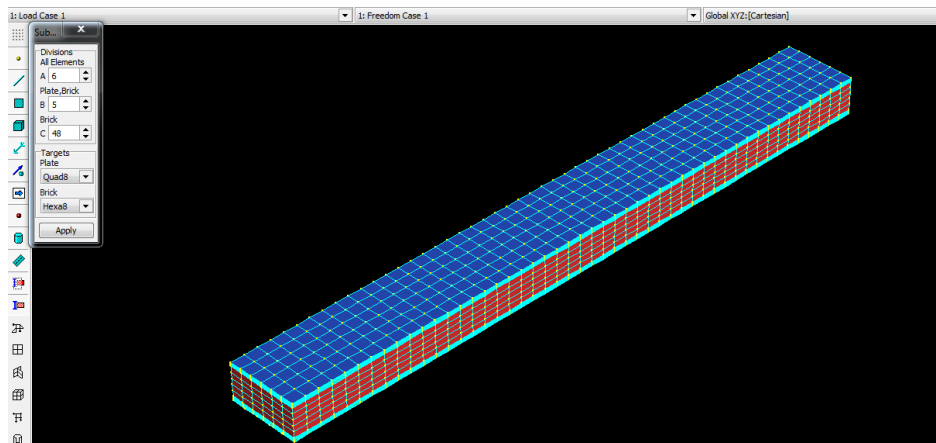 1: Load Case 1
1: Freedom Case 1
Global XYZ:[Cartesian]
Sub...
X
Divisions
All Elements
A 6
Plate,Brick
B 5
Brick
C 48
Targets
Plate
Quad8
Brick
Hexa8
Apply